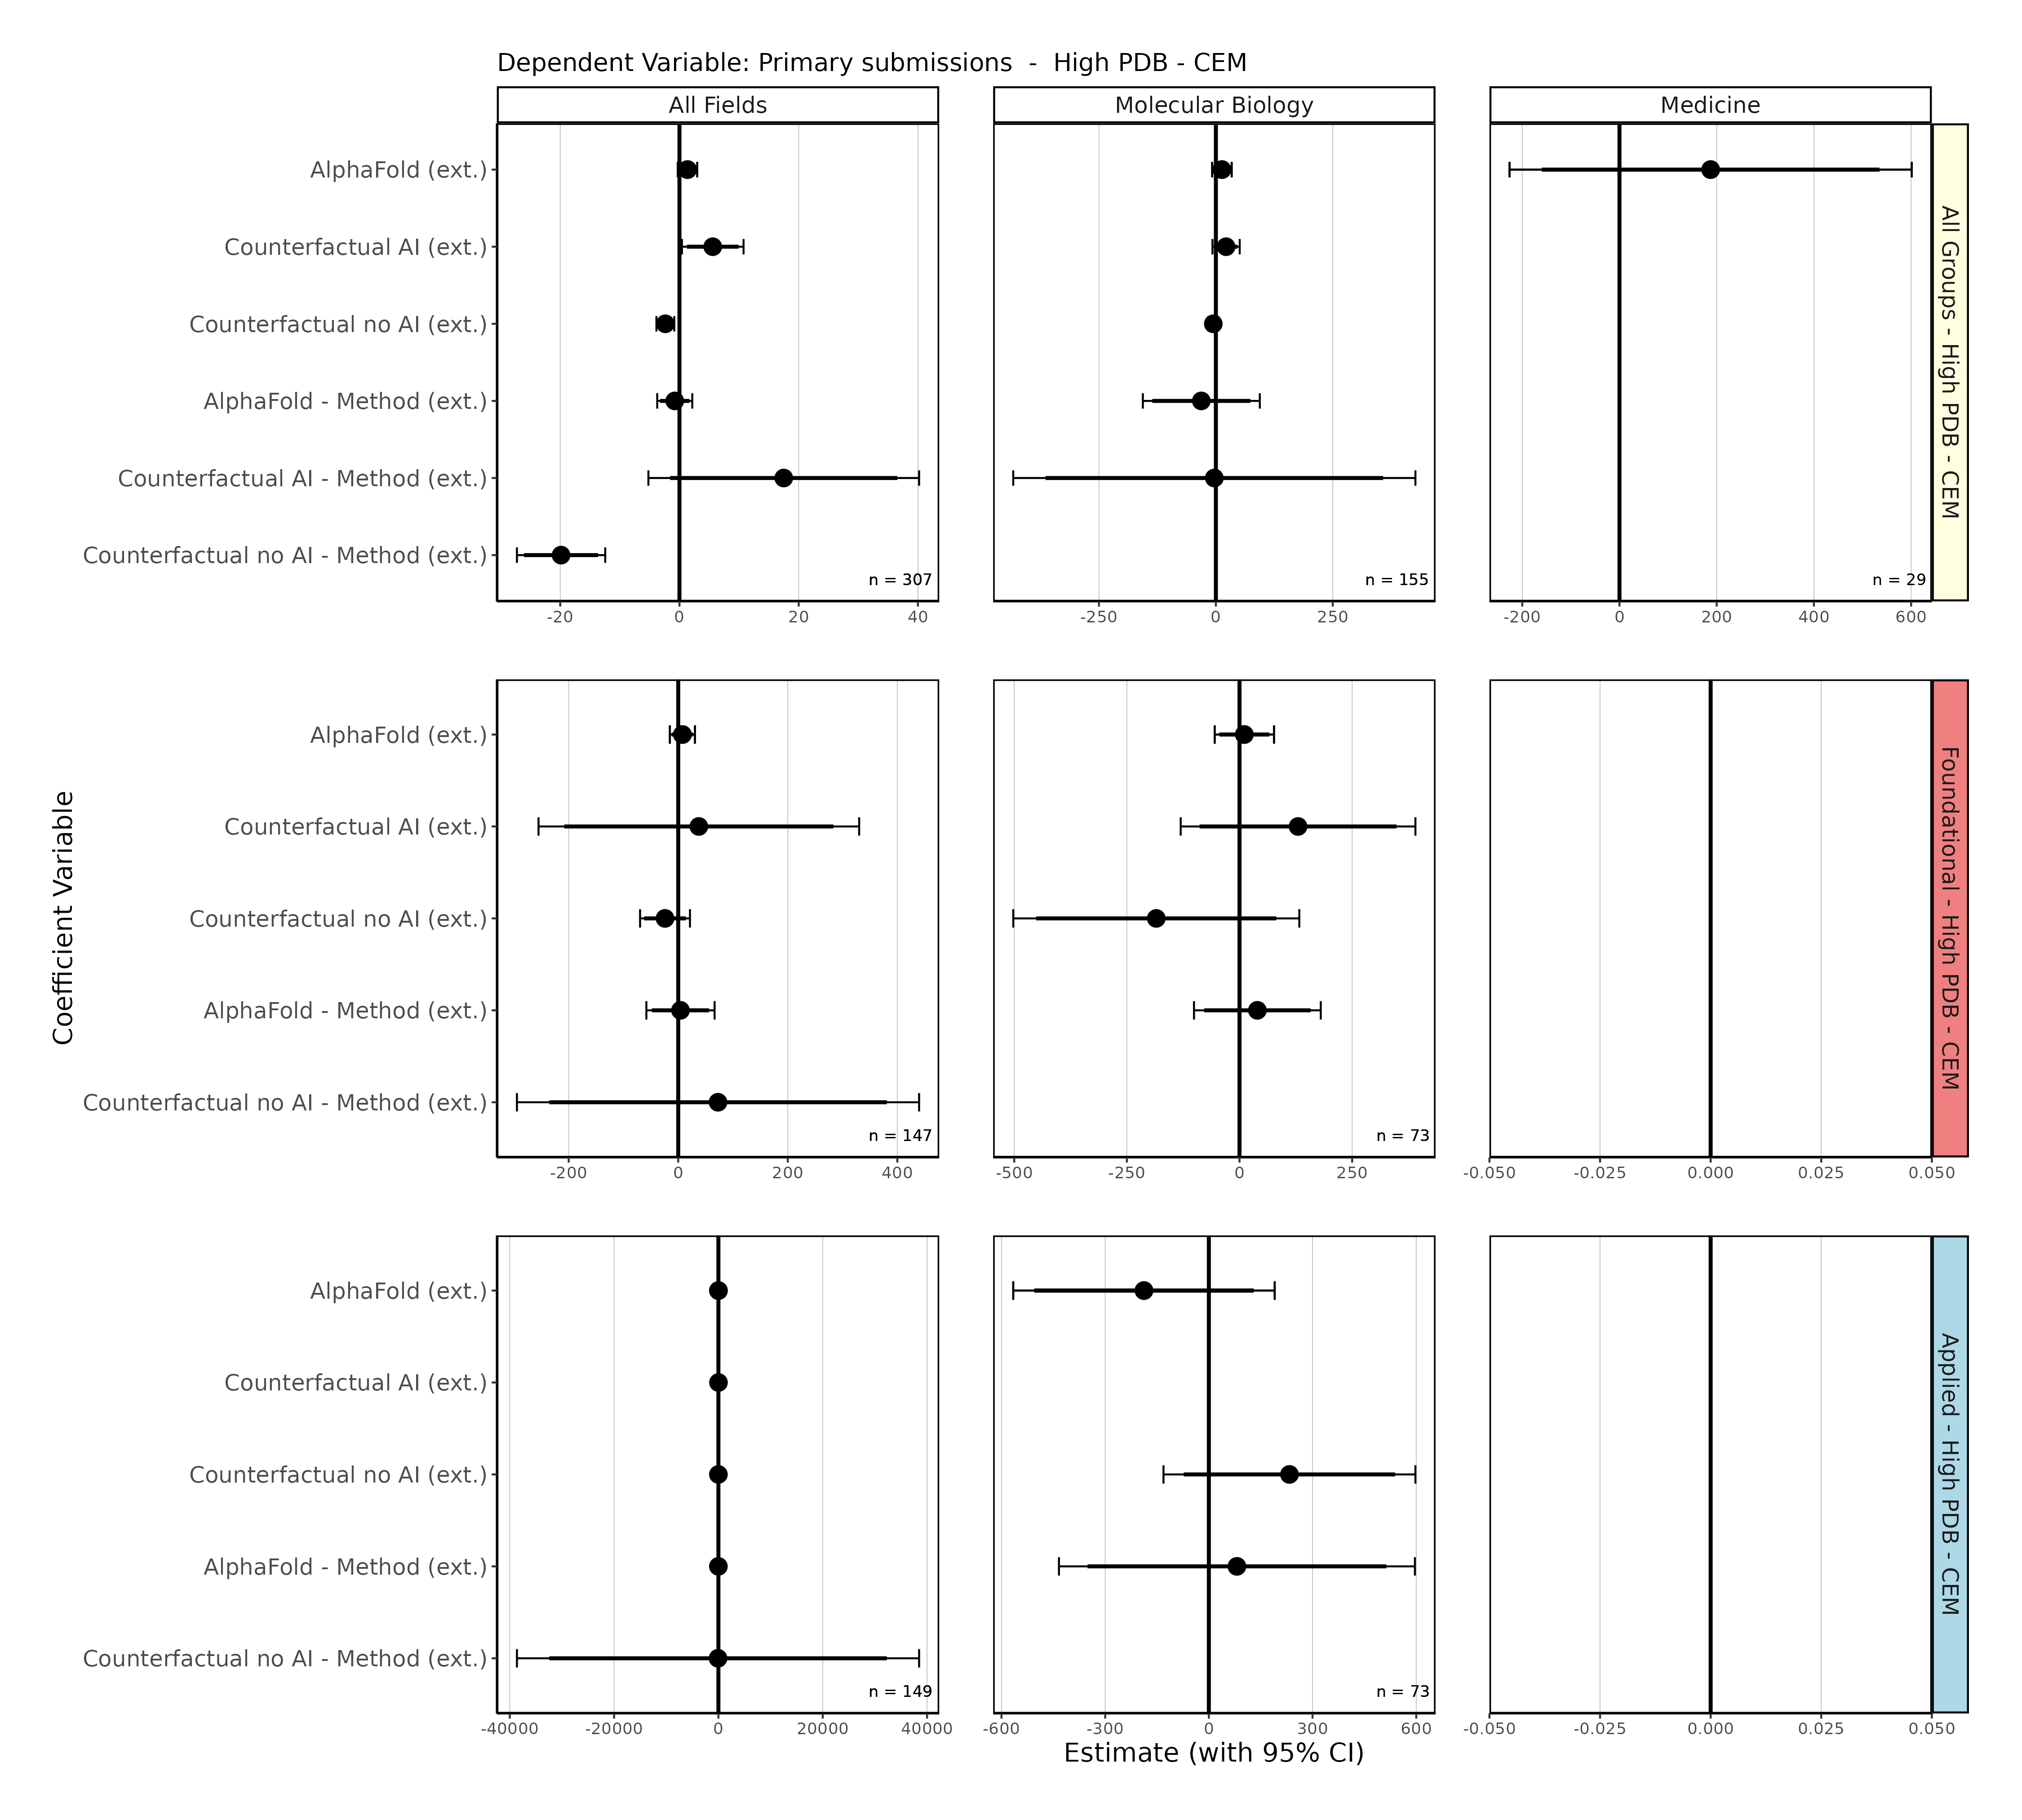 Dependent Variable: Primary submissions - High PDB - CEM
All Fields
Molecular Biology
Medicine
AlphaFold (ext.)
Counterfactual AI (ext.)
Counterfactual no AI (ext.)
AlphaFold - Method (ext.)
Counterfactual AI - Method (ext.)
Counterfactual no AI - Method (ext.)
n = 307
n = 155
n = 29
-20 0 20 40
-250 0 250
-200 0 200 400 600
All Groups - High PDB - CEM
Coefficient Variable
AlphaFold (ext.)
Counterfactual AI (ext.)
Counterfactual no AI (ext.)
AlphaFold - Method (ext.)
Counterfactual no AI - Method (ext.)
n = 147
n = 73
-200 0 200 400
-500 -250 0 250
-0.050 -0.025 0.000 0.025 0.050
Foundational - High PDB - CEM
AlphaFold (ext.)
Counterfactual AI (ext.)
Counterfactual no AI (ext.)
AlphaFold - Method (ext.)
Counterfactual no AI - Method (ext.)
n = 149
n = 73
-40000 -20000 0 20000 40000
-600 -300 0 300 600
-0.050 -0.025 0.000 0.025 0.050
Applied - High PDB - CEM
Estimate (with 95% CI)